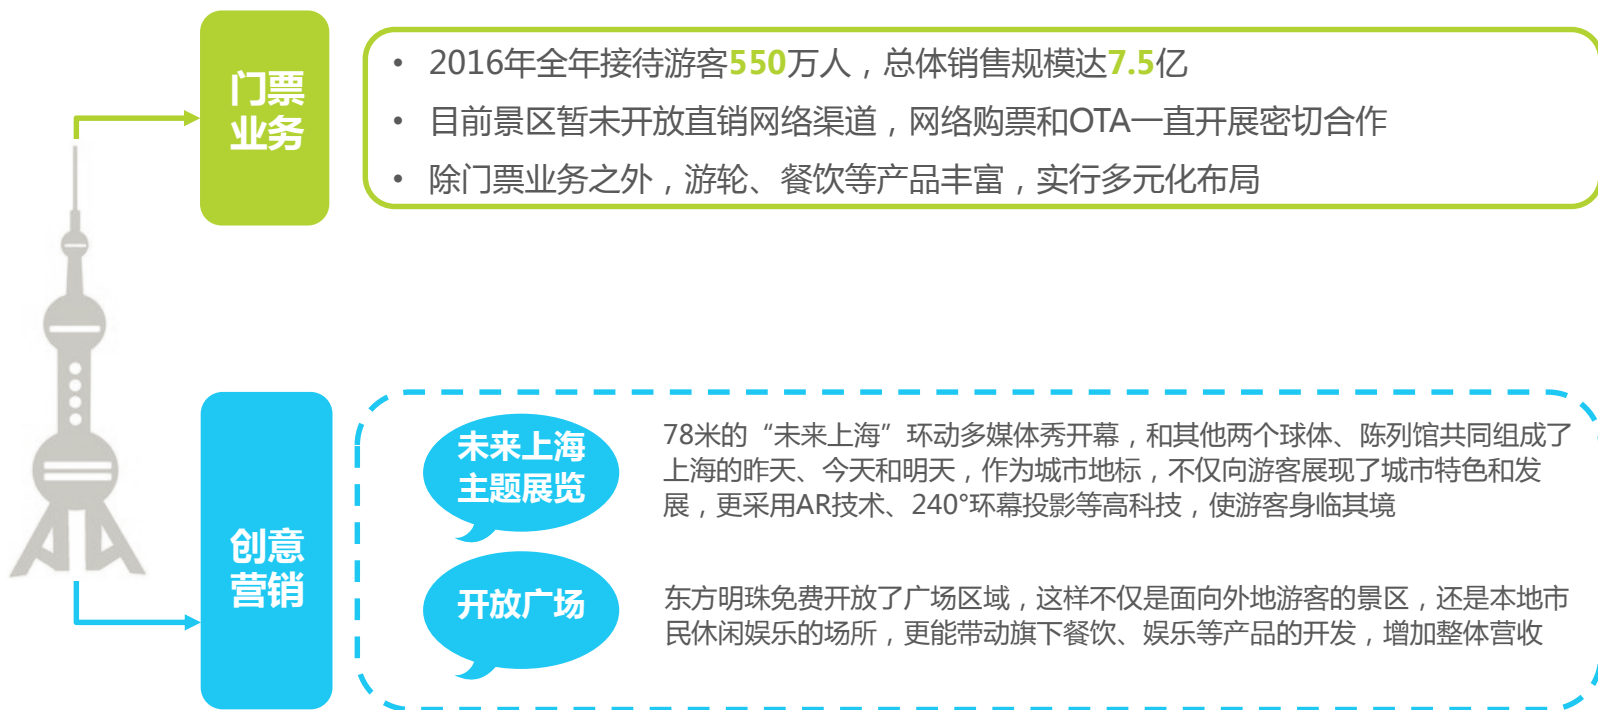 门票
业务
• 2016年全年接待游客550万人，总体销售规模达7.5亿
• 目前景区暂未开放直销网络渠道，网络购票和OTA一直开展密切合作
• 除门票业务之外，游轮、餐饮等产品丰富，实行多元化布局
创意
营销
未来上海
主题展览
78米的“未来上海”环动多媒体秀开幕，和其他两个球体、陈列馆共同组成了
上海的昨天、今天和明天，作为城市地标，不仅向游客展现了城市特色和发
展，更采用AR技术、240°环幕投影等高科技，使游客身临其境
开放广场
东方明珠免费开放了广场区域，这样不仅是面向外地游客的景区，还是本地市
民休闲娱乐的场所，更能带动旗下餐饮、娱乐等产品的开发，增加整体营收